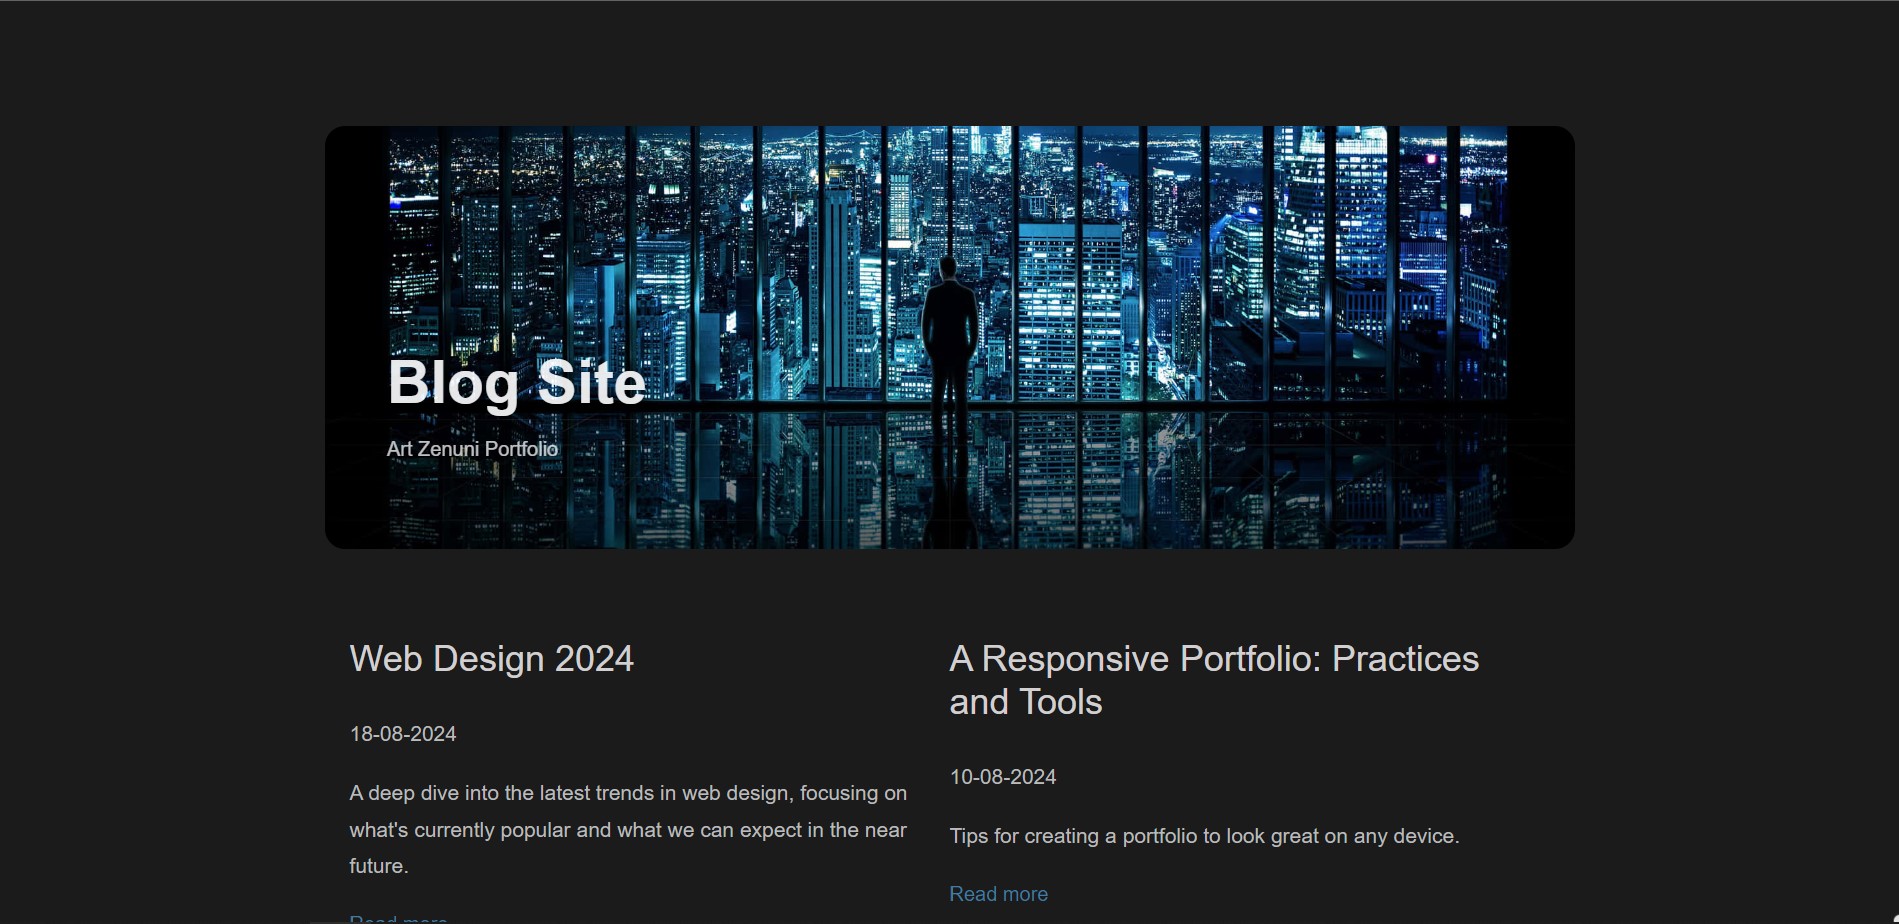 Blog Site
Art Zenuni Portfolio
Web Design 2024
18-08-2024
A deep dive into the latest trends in web design, focusing on
what's currently popular and what we can expect in the near
future.
Read more
A Responsive Portfolio: Practices
and Tools
10-08-2024
Tips for creating a portfolio to look great on any device.
Read more